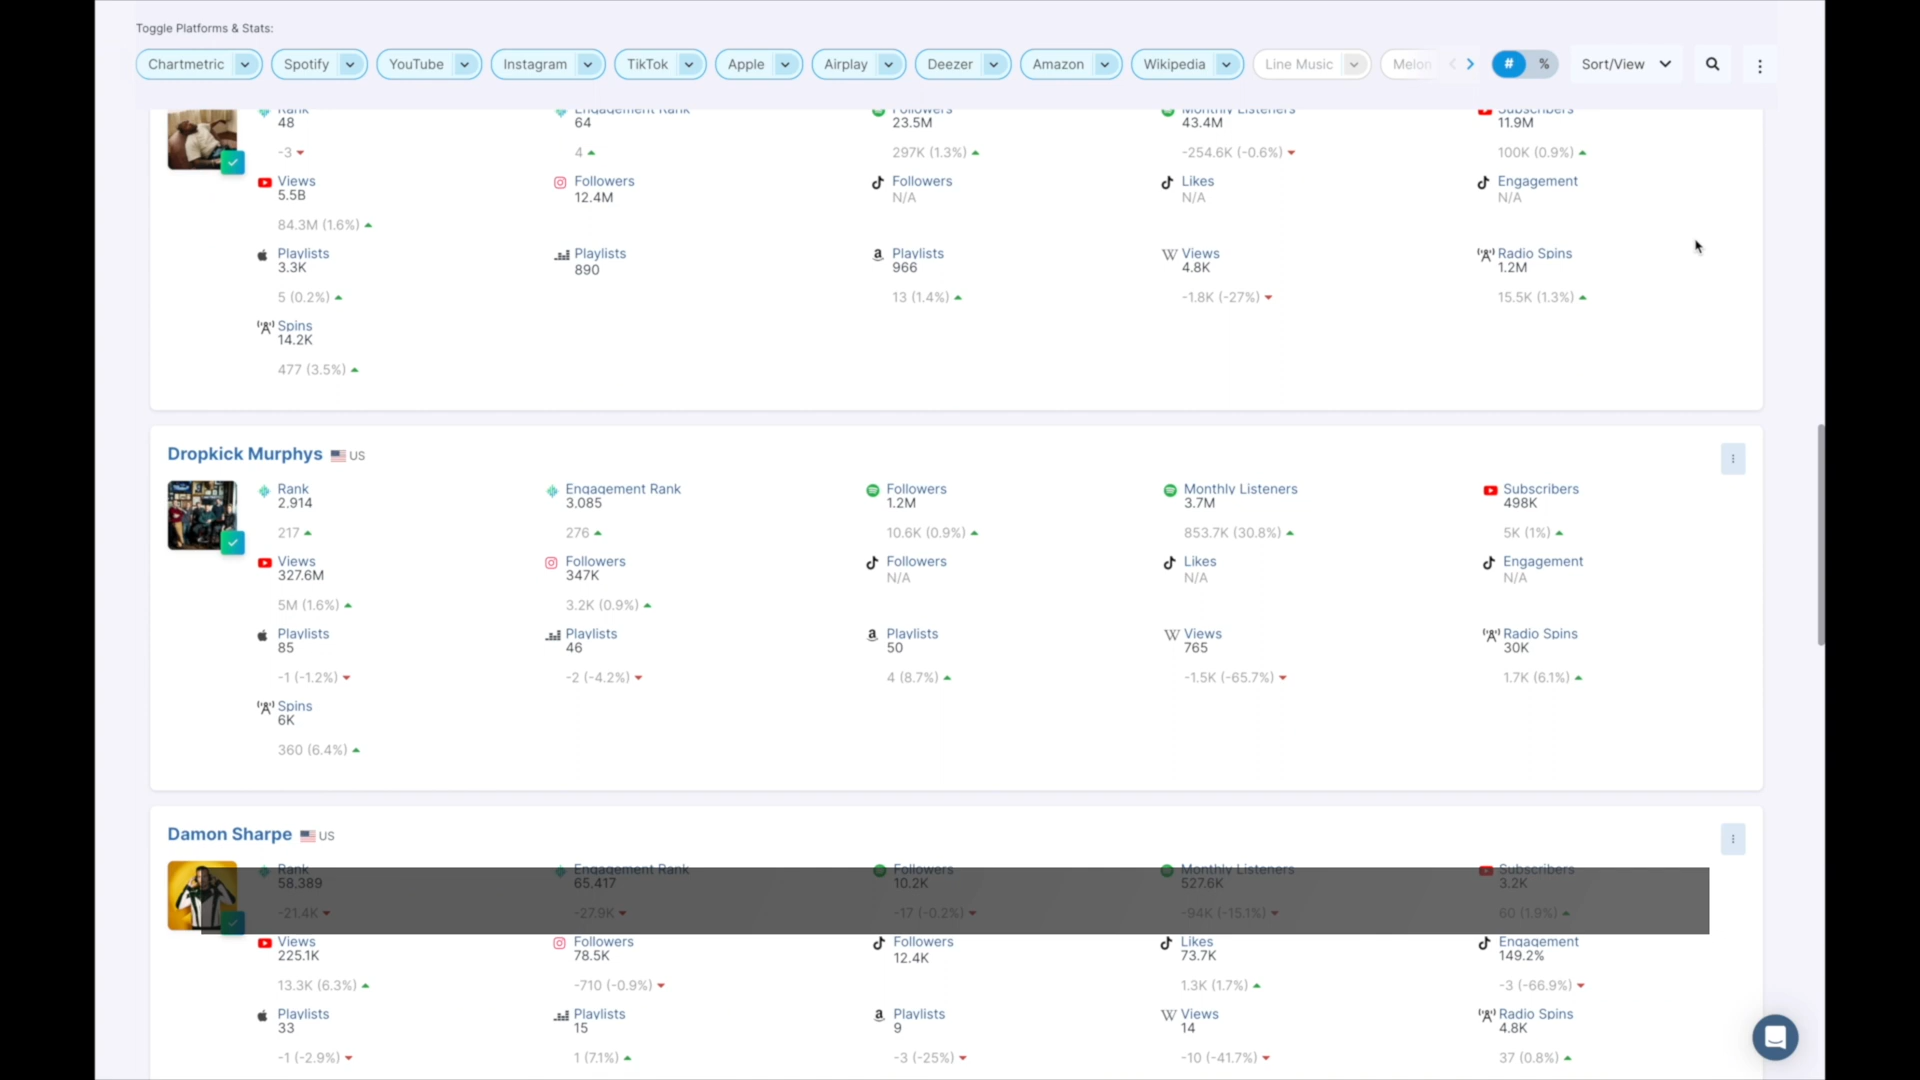 Toggle Platforms & Stats:
Chartmetric Spotify YouTube Instagram TikTok Apple Airplay Deezer Amazon Wikipedia Line Music Melon # % Sort/View
Rank Engagement Rank Followers Monthly Listeners Subscribers
48 64 23.5M 43.4M 11.9M
-3 4 297K (1.3%) -254.6K (-0.6%) 100K (0.9%)
Views Followers Followers Likes Engagement
5.5B 12.4M N/A N/A N/A
84.3M (1.6%)
Playlists Playlists Playlists Views Radio Spins
3.3K 890 966 4.8K 1.2M
5 (0.2%) 13 (1.4%) -1.8K (-27%) 15.5K (1.3%)
Spins
14.2K
477 (3.5%)
Dropkick Murphys US
Rank Engagement Rank Followers Monthly Listeners Subscribers
2.914 3.085 1.2M 3.7M 498K
217 276 10.6K (0.9%) 853.7K (30.8%) 5K (1%)
Views Followers Followers Likes Engagement
327.6M 347K N/A N/A N/A
5M (1.6%) 3.2K (0.9%)
Playlists Playlists Playlists Views Radio Spins
85 46 50 765 30K
-1 (-1.2%) -2 (-4.2%) 4 (8.7%) -1.5K (-65.7%) 1.7K (6.1%)
Spins
6K
360 (6.4%)
Damon Sharpe US
Rank Engagement Rank Followers Monthly Listeners Subscribers
58.389 65.417 10.2K 527.6K 3.2K
-21.4K -27.9K -17 (-0.2%) -94K (-15.1%) 60 (1.9%)
Views Followers Followers Likes Engagement
225.1K 78.5K 12.4K 73.7K 149.2%
13.3K (6.3%) -710 (-0.9%) 1.3K (1.7%) -3 (-66.9%)
Playlists Playlists Playlists Views Radio Spins
33 15 9 14 4.8K
-1 (-2.9%) 1 (7.1%) -3 (-25%) -10 (-41.7%) 37 (0.8%)